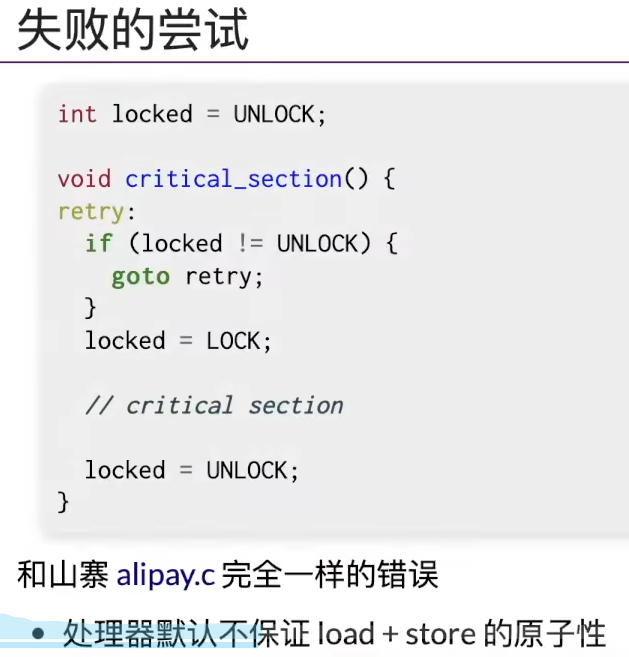 失败的尝试
int locked = UNLOCK;
void critical_section() {
retry:
if (locked != UNLOCK) {
goto retry;
}
locked = LOCK;
// critical section
locked = UNLOCK;
}
和山寨 alipay.c 完全一样的错误
• 处理器默认不保证 load + store 的原子性